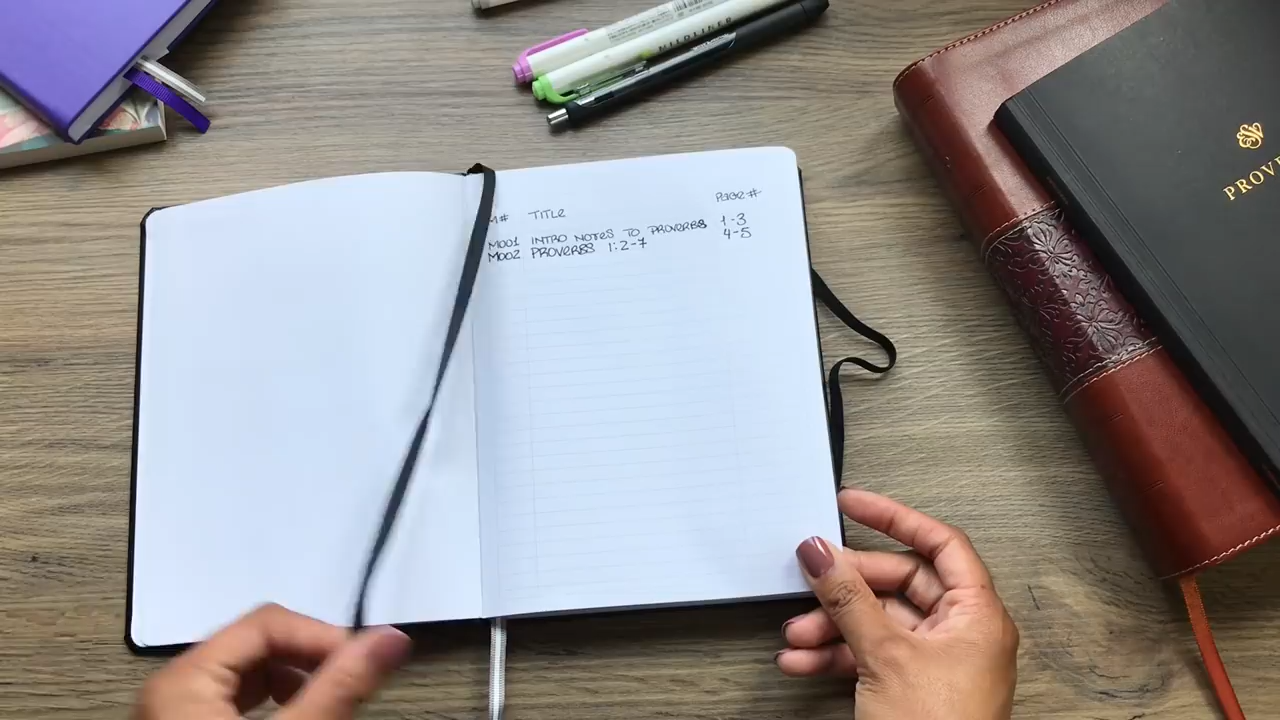 M# TITLE Page #
M001 INTRO NOTES TO PROVERBS 1-3
M002 PROVERBS 1:2-7 4-5
MILDLINER
PROVE